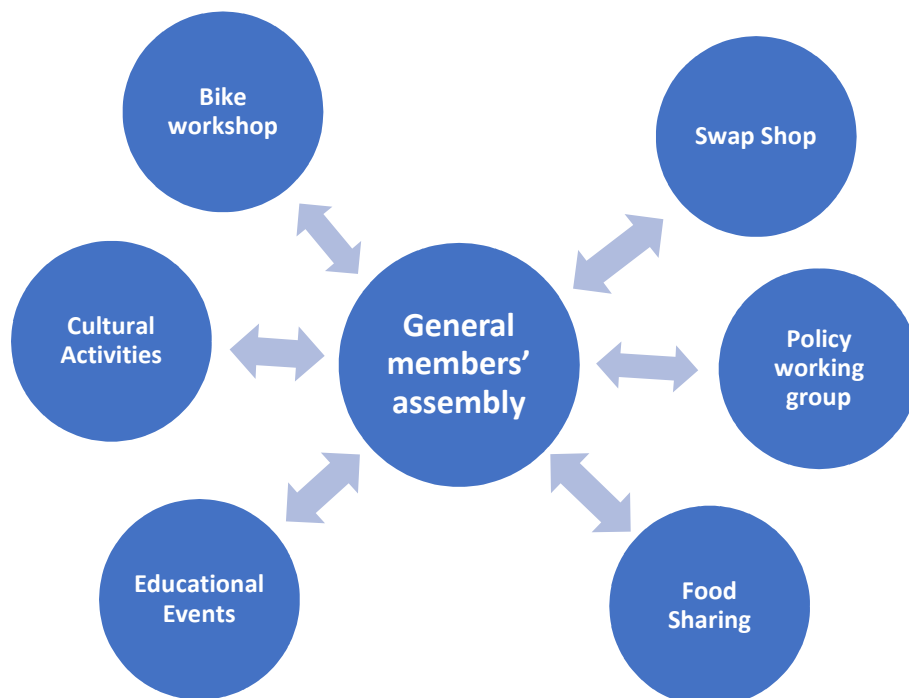 Bike
workshop
Swap Shop
Cultural
Activities
General
members’
assembly
Policy
working
group
Educational
Events
Food
Sharing